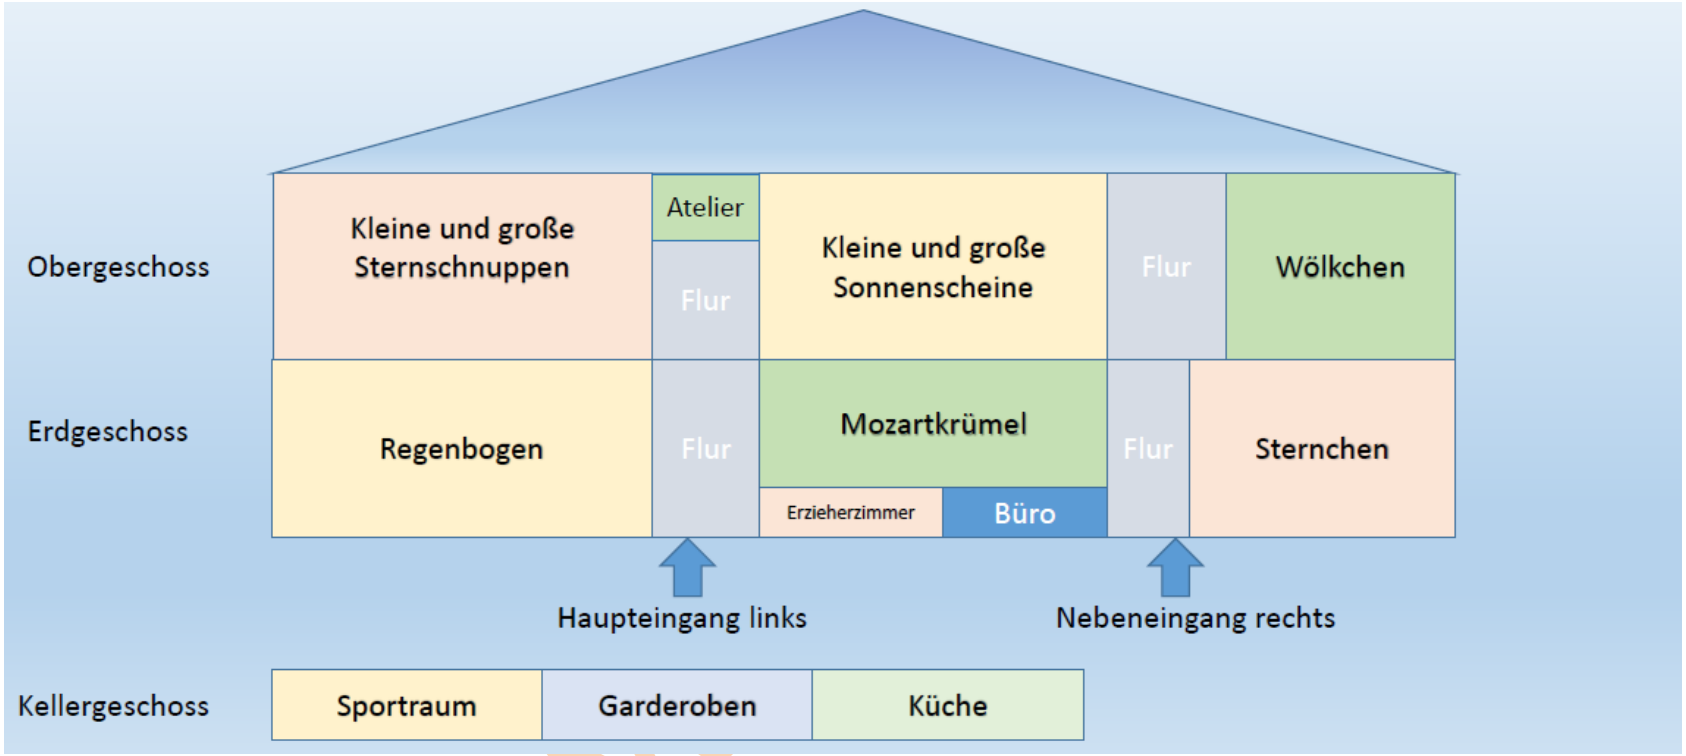 Obergeschoss
Kleine und große
Sternschnuppen
Atelier
Flur
Kleine und große
Sonnenscheine
Flur
Wölkchen
Erdgeschoss
Regenbogen
Flur
Mozartkrümel
Erzieherzimmer
Büro
Flur
Sternchen
Haupteingang links
Nebeneingang rechts
Kellergeschoss
Sportraum
Garderoben
Küche